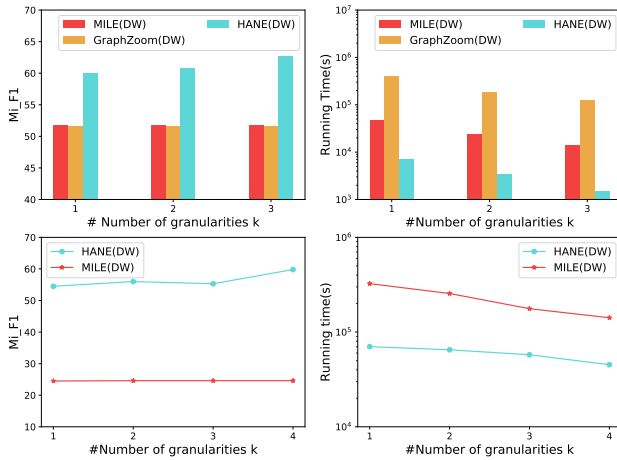 MILE(DW) HANE(DW)
GraphZoom(DW)
Mi_F1
70
65
60
55
50
45
40
1 2 3
# Number of granularities k
MILE(DW) HANE(DW)
GraphZoom(DW)
Running Time(s)
10^7
10^6
10^5
10^4
10^3
1 2 3
#Number of granularities k
HANE(DW)
MILE(DW)
Mi_F1
70
60
50
40
30
20
10
1 2 3 4
#Number of granularities k
HANE(DW)
MILE(DW)
Running time(s)
10^6
10^5
10^4
1 2 3 4
#Number of granularities k